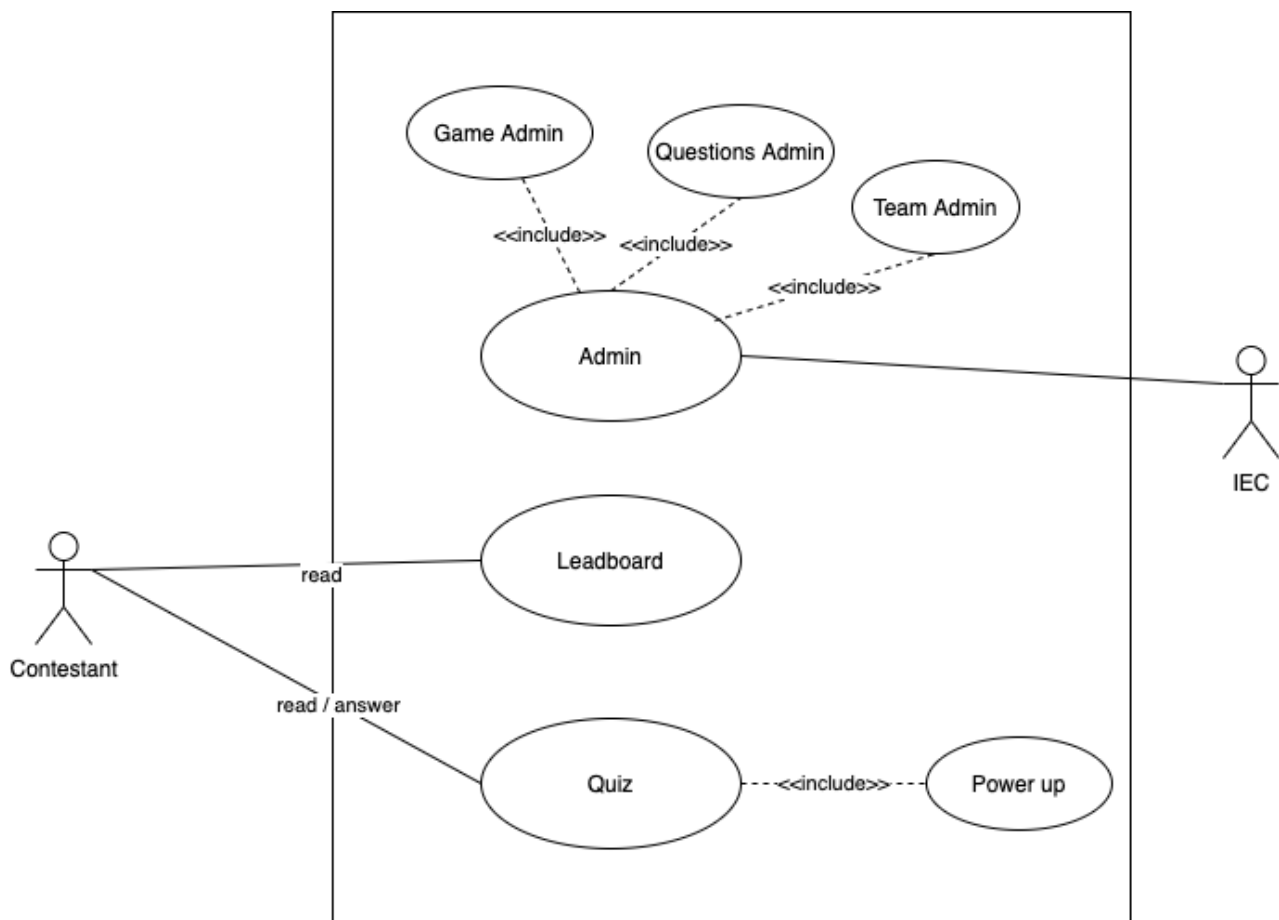 Game Admin
Questions Admin
Team Admin
<<include>>
<<include>>
<<include>>
Admin
IEC
Leadboard
read
Contestant
read / answer
Quiz
<<include>>
Power up